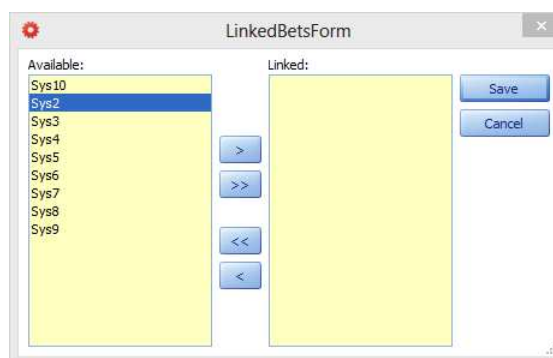 LinkedBetsForm
×
Available:
Linked:
Sys10
Sys2
Sys3
Sys4
Sys5
Sys6
Sys7
Sys8
Sys9
>
>>
<<
<
Save
Cancel